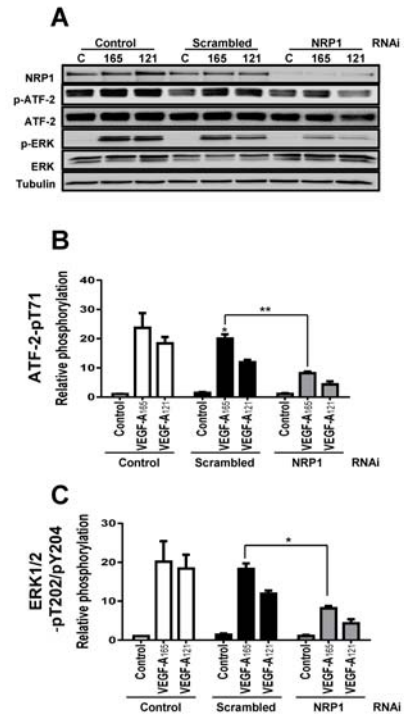 A
Control Scrambled NRP1 RNAi
C 165 121 C 165 121 C 165 121
NRP1
p-ATF-2
ATF-2
p-ERK
ERK
Tubulin
B
ATF-2-pT71
Relative phosphorylation
40
30
20
10
0
*
**
Control VEGF-A165 VEGF-A121 Control VEGF-A165 VEGF-A121 Control VEGF-A165 VEGF-A121
Control Scrambled NRP1 RNAi
C
ERK1/2
-pT202/pY204
Relative phosphorylation
30
20
10
0
*
Control VEGF-A165 VEGF-A121 Control VEGF-A165 VEGF-A121 Control VEGF-A165 VEGF-A121
Control Scrambled NRP1 RNAi